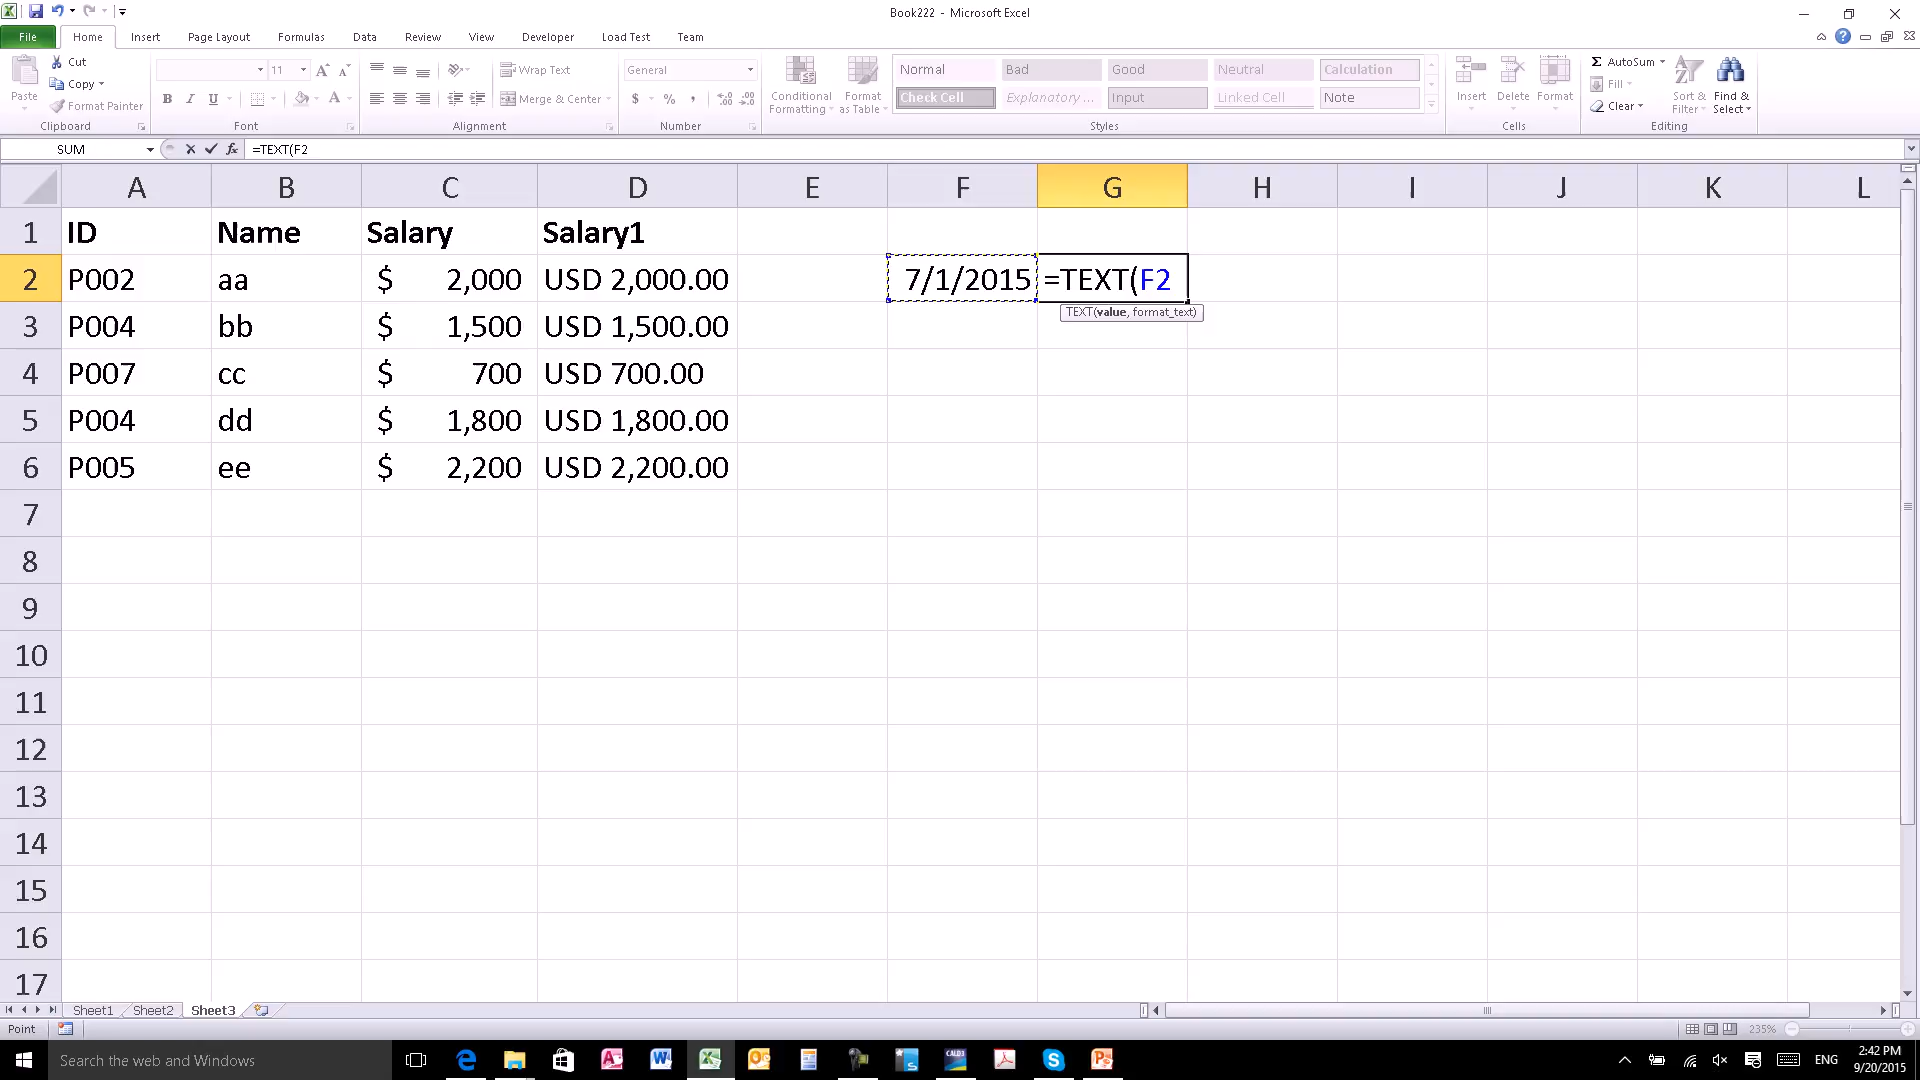 Book222 - Microsoft Excel
File Home Insert Page Layout Formulas Data Review View Developer Load Test Team
Cut
Copy
Format Painter
Paste
Clipboard
11
B I U
Font
Wrap Text
Merge & Center
Alignment
General
$ % ,
Number
Conditional Formatting
Format as Table
Normal Bad Good Neutral Calculation
Check Cell Explanatory ... Input Linked Cell Note
Styles
Insert Delete Format
Cells
Σ AutoSum
Fill
Clear
Sort & Filter
Find & Select
Editing
SUM fx =TEXT(F2
A B C D E F G H I J K L
1 ID Name Salary Salary1
2 P002 aa $ 2,000 USD 2,000.00 7/1/2015 =TEXT(F2
TEXT(value, format_text)
3 P004 bb $ 1,500 USD 1,500.00
4 P007 cc $ 700 USD 700.00
5 P004 dd $ 1,800 USD 1,800.00
6 P005 ee $ 2,200 USD 2,200.00
7
8
9
10
11
12
13
14
15
16
17
Sheet1 Sheet2 Sheet3
Point 235%
Search the web and Windows
CALD3
ENG
2:42 PM
9/20/2015